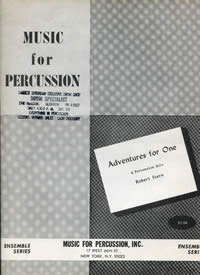 MUSIC
for
PERCUSSION
Adventures for One
A Percussion Solo
Robert Stern
ENSEMBLE
SERIES
MUSIC FOR PERCUSSION, INC.
17 WEST 60th ST.
NEW YORK, N.Y. 10023
ENSEMB
SERIES